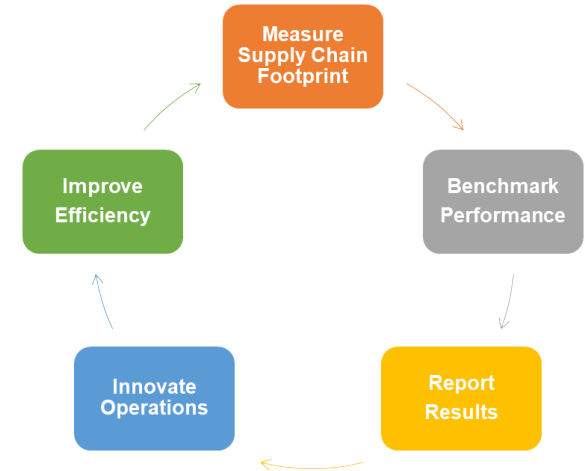 Measure
Supply Chain
Footprint
Benchmark
Performance
Report
Results
Innovate
Operations
Improve
Efficiency